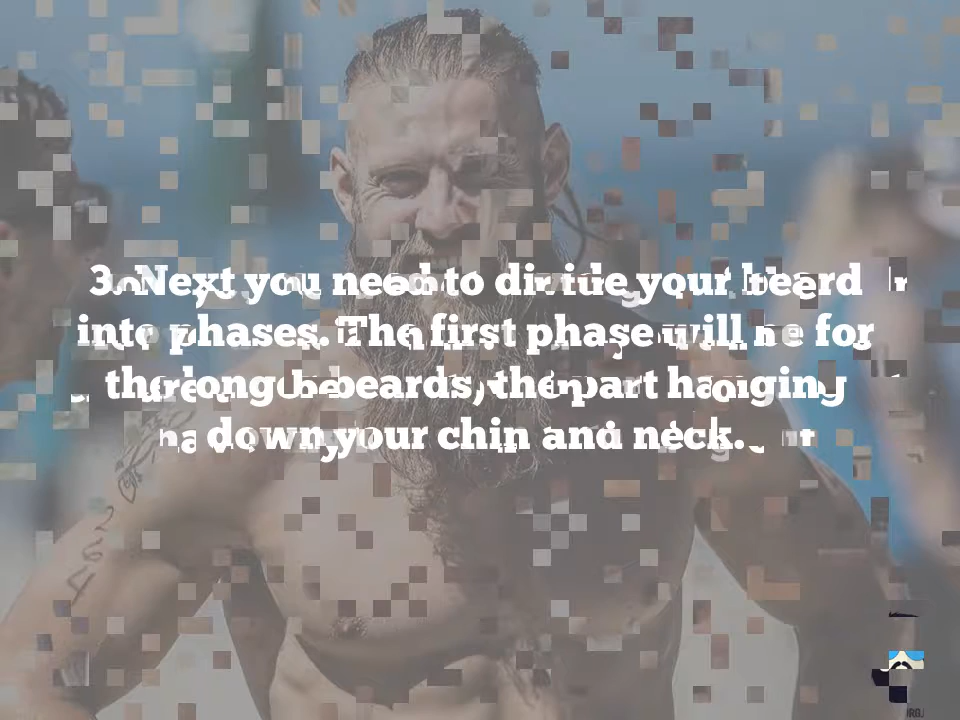 3. Next you need to divide your beard
into phases. The first phase will be for
the long beards, the part hanging
down your chin and neck.